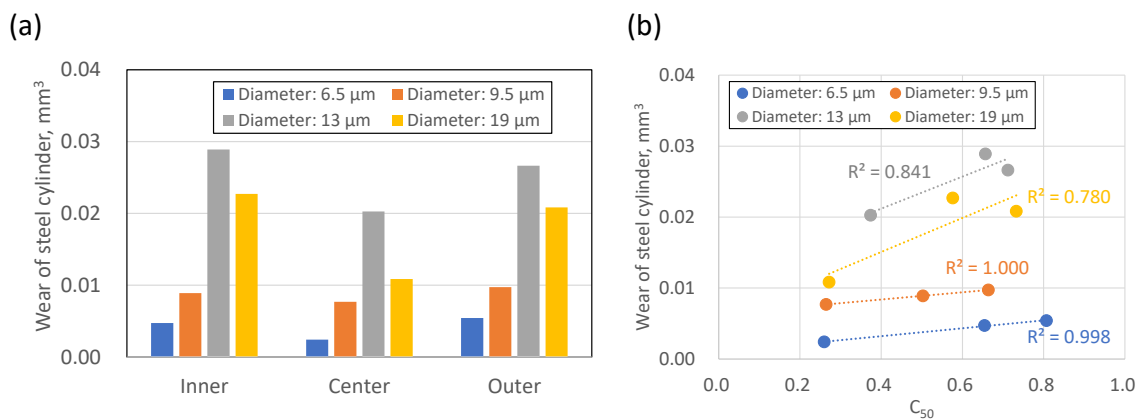 (a)
Wear of steel cylinder, mm³
0.04
0.03
0.02
0.01
0.00
Diameter: 6.5 μm
Diameter: 9.5 μm
Diameter: 13 μm
Diameter: 19 μm
Inner
Center
Outer
(b)
Wear of steel cylinder, mm³
0.04
0.03
0.02
0.01
0.00
Diameter: 6.5 μm
Diameter: 9.5 μm
Diameter: 13 μm
Diameter: 19 μm
R² = 0.841
R² = 0.780
R² = 1.000
R² = 0.998
0.0
0.2
0.4
0.6
0.8
1.0
C₅₀